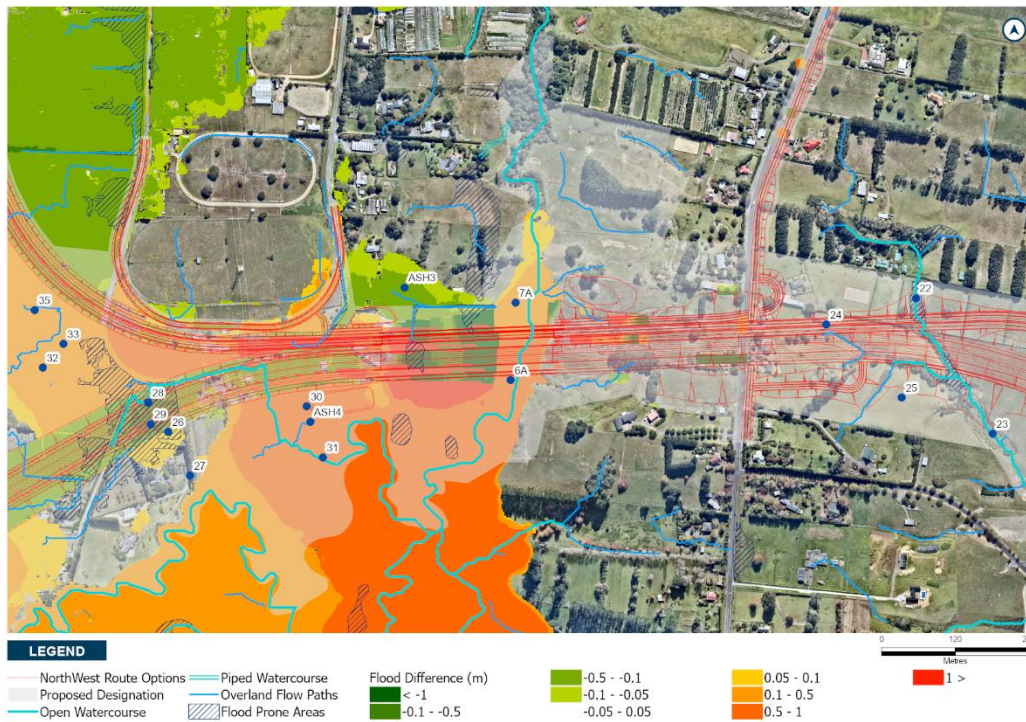 ASH3
22
35
7A
24
33
32
6A
28
30
25
29
26
ASH4
23
31
27
0 120 2
Metres
LEGEND
NorthWest Route Options
Proposed Designation
Open Watercourse
Piped Watercourse
Overland Flow Paths
Flood Prone Areas
Flood Difference (m)
< -1
-0.1 - -0.5
-0.5 - -0.1
-0.1 - -0.05
-0.05 - 0.05
0.05 - 0.1
0.1 - 0.5
0.5 - 1
1 >